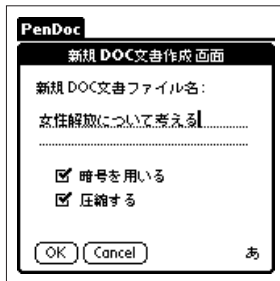 PenDoc
新規 DOC文書作成画面
新規 DOC文書ファイル名:
女性解放について考える
暗号を用いる
圧縮する
OK Cancel あ